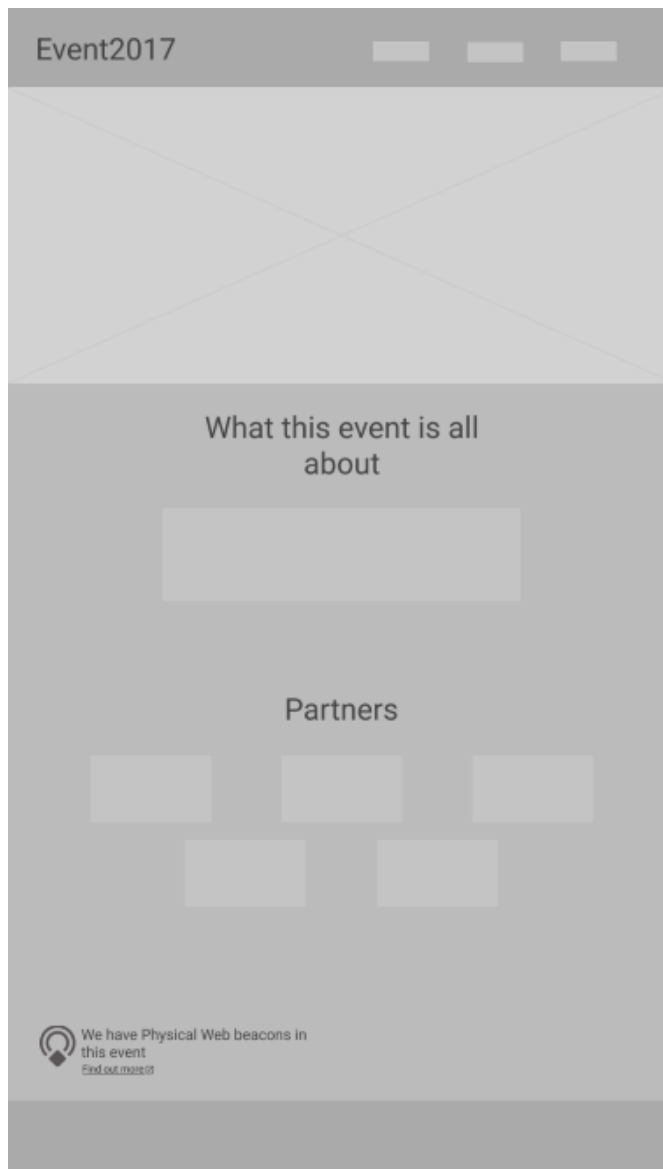 Event2017
What this event is all
about
Partners
We have Physical Web beacons in
this event
Find out more